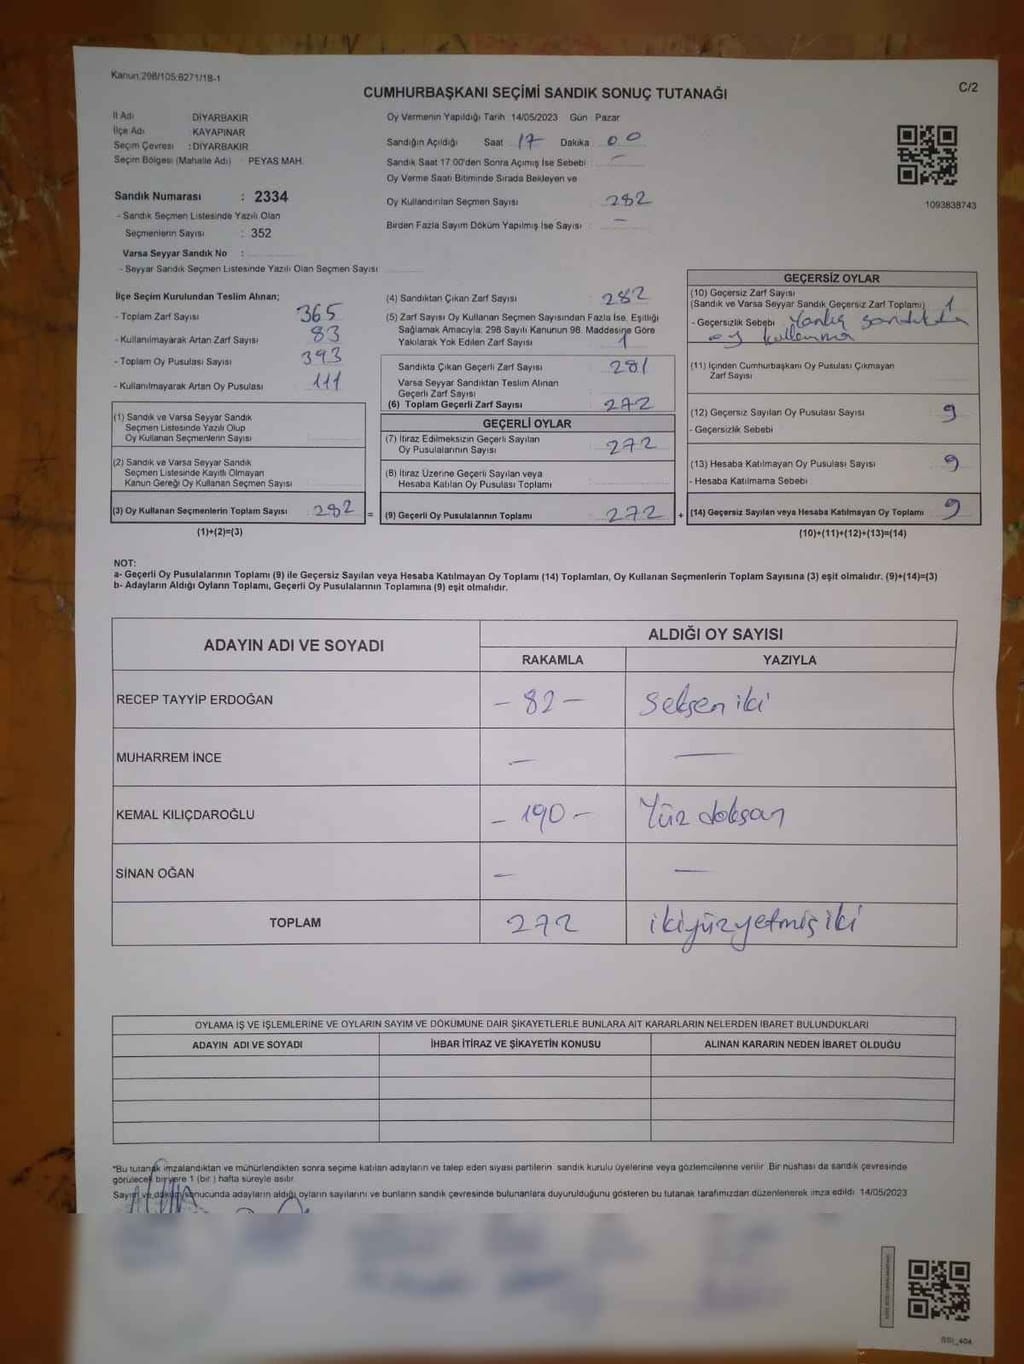 Kanun:298/105;6271/18-1
CUMHURBAŞKANI SEÇİMİ SANDIK SONUÇ TUTANAĞI
C/2
İl Adı DİYARBAKIR
İlçe Adı KAYAPINAR
Seçim Çevresi : DİYARBAKIR
Seçim Bölgesi (Mahalle Adı) PEYAS MAH.
Sandık Numarası : 2334
- Sandık Seçmen Listesinde Yazılı Olan
Seçmenlerin Sayısı : 352
Varsa Seyyar Sandık No :
- Seyyar Sandık Seçmen Listesinde Yazılı Olan Seçmen Sayısı
Oy Vermenin Yapıldığı Tarih 14/05/2023 Gün Pazar
Sandığın Açıldığı Saat 17 Dakika 00
Sandık Saat 17.00'den Sonra Açımış İse Sebebi -
Oy Verme Saati Bitiminde Sırada Bekleyen ve
Oy Kullandırılan Seçmen Sayısı 282
Birden Fazla Sayım Döküm Yapılmış İse Sayısı -
1093838743
İlçe Seçim Kurulundan Teslim Alınan;
- Toplam Zarf Sayısı 365
- Kullanılmayarak Artan Zarf Sayısı 83
- Toplam Oy Pusulası Sayısı 393
- Kullanılmayarak Artan Oy Pusulası 111
(1) Sandık ve Varsa Seyyar Sandık
Seçmen Listesinde Yazılı Olup
Oy Kullanan Seçmenlerin Sayısı
(2) Sandık ve Varsa Seyyar Sandık
Seçmen Listesinde Kayıtlı Olmayan
Kanun Gereği Oy Kullanan Seçmen Sayısı
(3) Oy Kullanan Seçmenlerin Toplam Sayısı 282 =
(1)+(2)=(3)
(4) Sandıktan Çıkan Zarf Sayısı 282
(5) Zarf Sayısı Oy Kullanan Seçmen Sayısından Fazla İse, Eşitliği
Sağlamak Amacıyla; 298 Sayılı Kanunun 98. Maddesine Göre
Yakılarak Yok Edilen Zarf Sayısı 1
Sandıkta Çıkan Geçerli Zarf Sayısı 281
Varsa Seyyar Sandıktan Teslim Alınan
Geçerli Zarf Sayısı
(6) Toplam Geçerli Zarf Sayısı 272
GEÇERLİ OYLAR
(7) İtiraz Edilmeksizin Geçerli Sayılan
Oy Pusulalarının Sayısı 272
(8) İtiraz Üzerine Geçerli Sayılan veya
Hesaba Katılan Oy Pusulası Toplamı
(9) Geçerli Oy Pusulalarının Toplamı 272 +
GEÇERSİZ OYLAR
(10) Geçersiz Zarf Sayısı
(Sandık ve Varsa Seyyar Sandık Geçersiz Zarf Toplamı) 1
- Geçersizlik Sebebi Yanlış sandıkda
oy kullanma
(11) İçinden Cumhurbaşkanı Oy Pusulası Çıkmayan
Zarf Sayısı
(12) Geçersiz Sayılan Oy Pusulası Sayısı 9
- Geçersizlik Sebebi
(13) Hesaba Katılmayan Oy Pusulası Sayısı 9
- Hesaba Katılmama Sebebi
(14) Geçersiz Sayılan veya Hesaba Katılmayan Oy Toplamı 9
(10)+(11)+(12)+(13)=(14)
NOT:
a- Geçerli Oy Pusulalarının Toplamı (9) ile Geçersiz Sayılan veya Hesaba Katılmayan Oy Toplamı (14) Toplamları, Oy Kullanan Seçmenlerin Toplam Sayısına (3) eşit olmalıdır. (9)+(14)=(3)
b- Adayların Aldığı Oyların Toplamı, Geçerli Oy Pusulalarının Toplamına (9) eşit olmalıdır.
ADAYIN ADI VE SOYADI ALDIĞI OY SAYISI
RAKAMLA YAZIYLA
RECEP TAYYİP ERDOĞAN - 82 - Seksen iki
MUHARREM İNCE - -
KEMAL KILIÇDAROĞLU - 190 - Yüz doksan
SİNAN OĞAN - -
TOPLAM 272 ikiyüzyetmiş iki
OYLAMA İŞ VE İŞLEMLERİNE VE OYLARIN SAYIM VE DÖKÜMÜNE DAİR ŞİKAYETLERLE BUNLARA AİT KARARLARIN NELERDEN İBARET BULUNDUKLARI
ADAYIN ADI VE SOYADI İHBAR İTİRAZ VE ŞİKAYETİN KONUSU ALINAN KARARIN NEDEN İBARET OLDUĞU
*Bu tutanak imzalandıktan ve mühürlendikten sonra seçime katılan adayların ve talep eden siyasi partilerin sandık kurulu üyelerine veya gözlemcilerine verilir. Bir nüshası da sandık çevresinde
görülecek bir yere 1 (bir) hafta süreyle asılır.
Sayım ve döküm sonucunda adayların aldığı oyların sayılarını ve bunların sandık çevresinde bulunanlara duyurulduğunu gösteren bu tutanak tarafımızdan düzenlenerek imza edildi. 14/05/2023